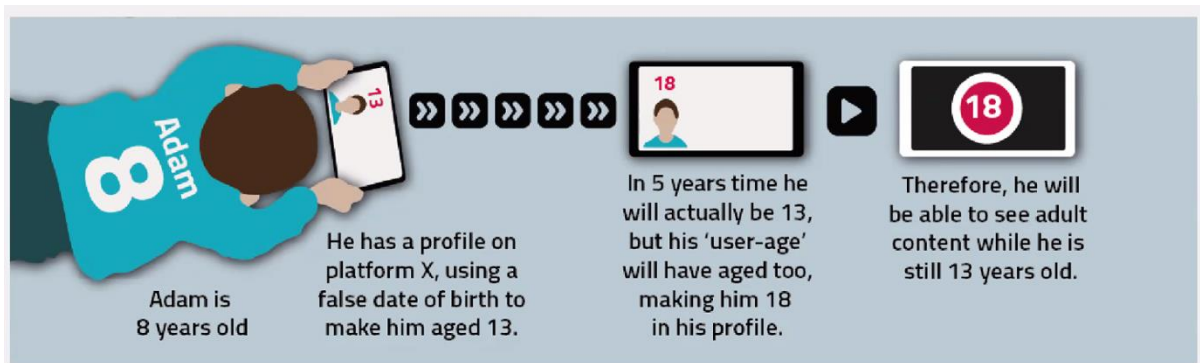 Adam
8
13
18
18
Adam is
8 years old
He has a profile on
platform X, using a
false date of birth to
make him aged 13.
In 5 years time he
will actually be 13,
but his ‘user-age’
will have aged too,
making him 18
in his profile.
Therefore, he will
be able to see adult
content while he is
still 13 years old.